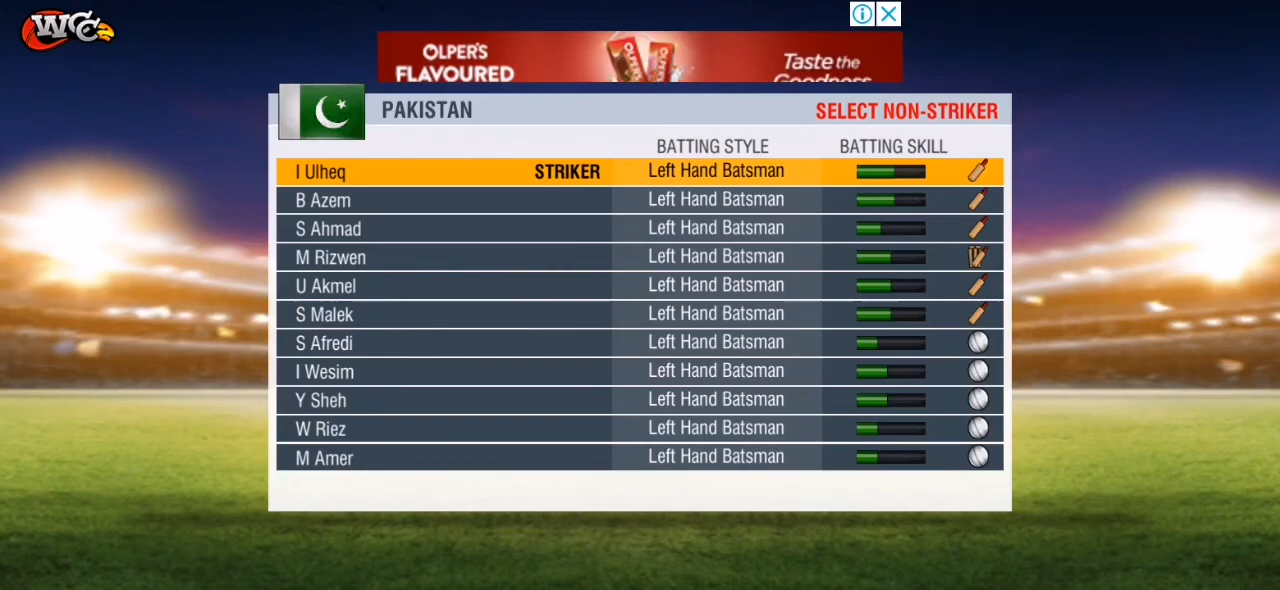 WCC
OLPER'S
FLAVOURED
Taste the
Goodness
PAKISTAN
SELECT NON-STRIKER
BATTING STYLE BATTING SKILL
I Ulheq STRIKER Left Hand Batsman
B Azem Left Hand Batsman
S Ahmad Left Hand Batsman
M Rizwen Left Hand Batsman
U Akmel Left Hand Batsman
S Malek Left Hand Batsman
S Afredi Left Hand Batsman
I Wesim Left Hand Batsman
Y Sheh Left Hand Batsman
W Riez Left Hand Batsman
M Amer Left Hand Batsman